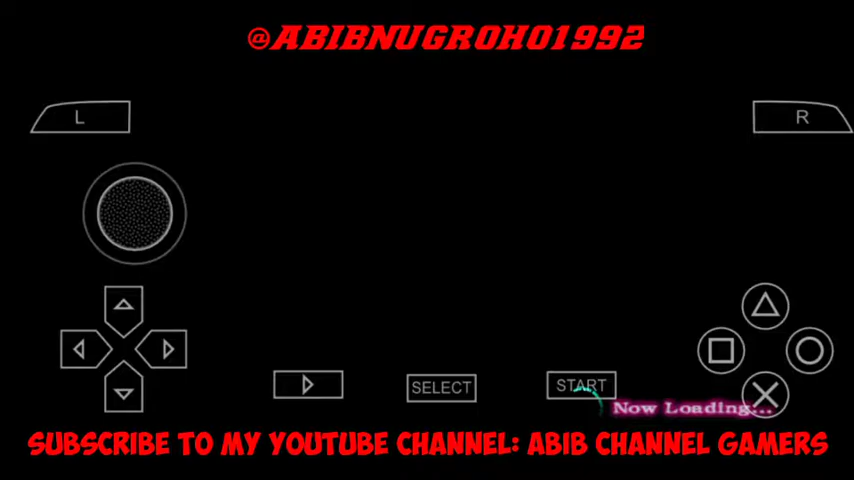 @ABIBNUGROHO1992
L
R
SELECT
START
Now Loading...
SUBSCRIBE TO MY YOUTUBE CHANNEL: ABIB CHANNEL GAMERS